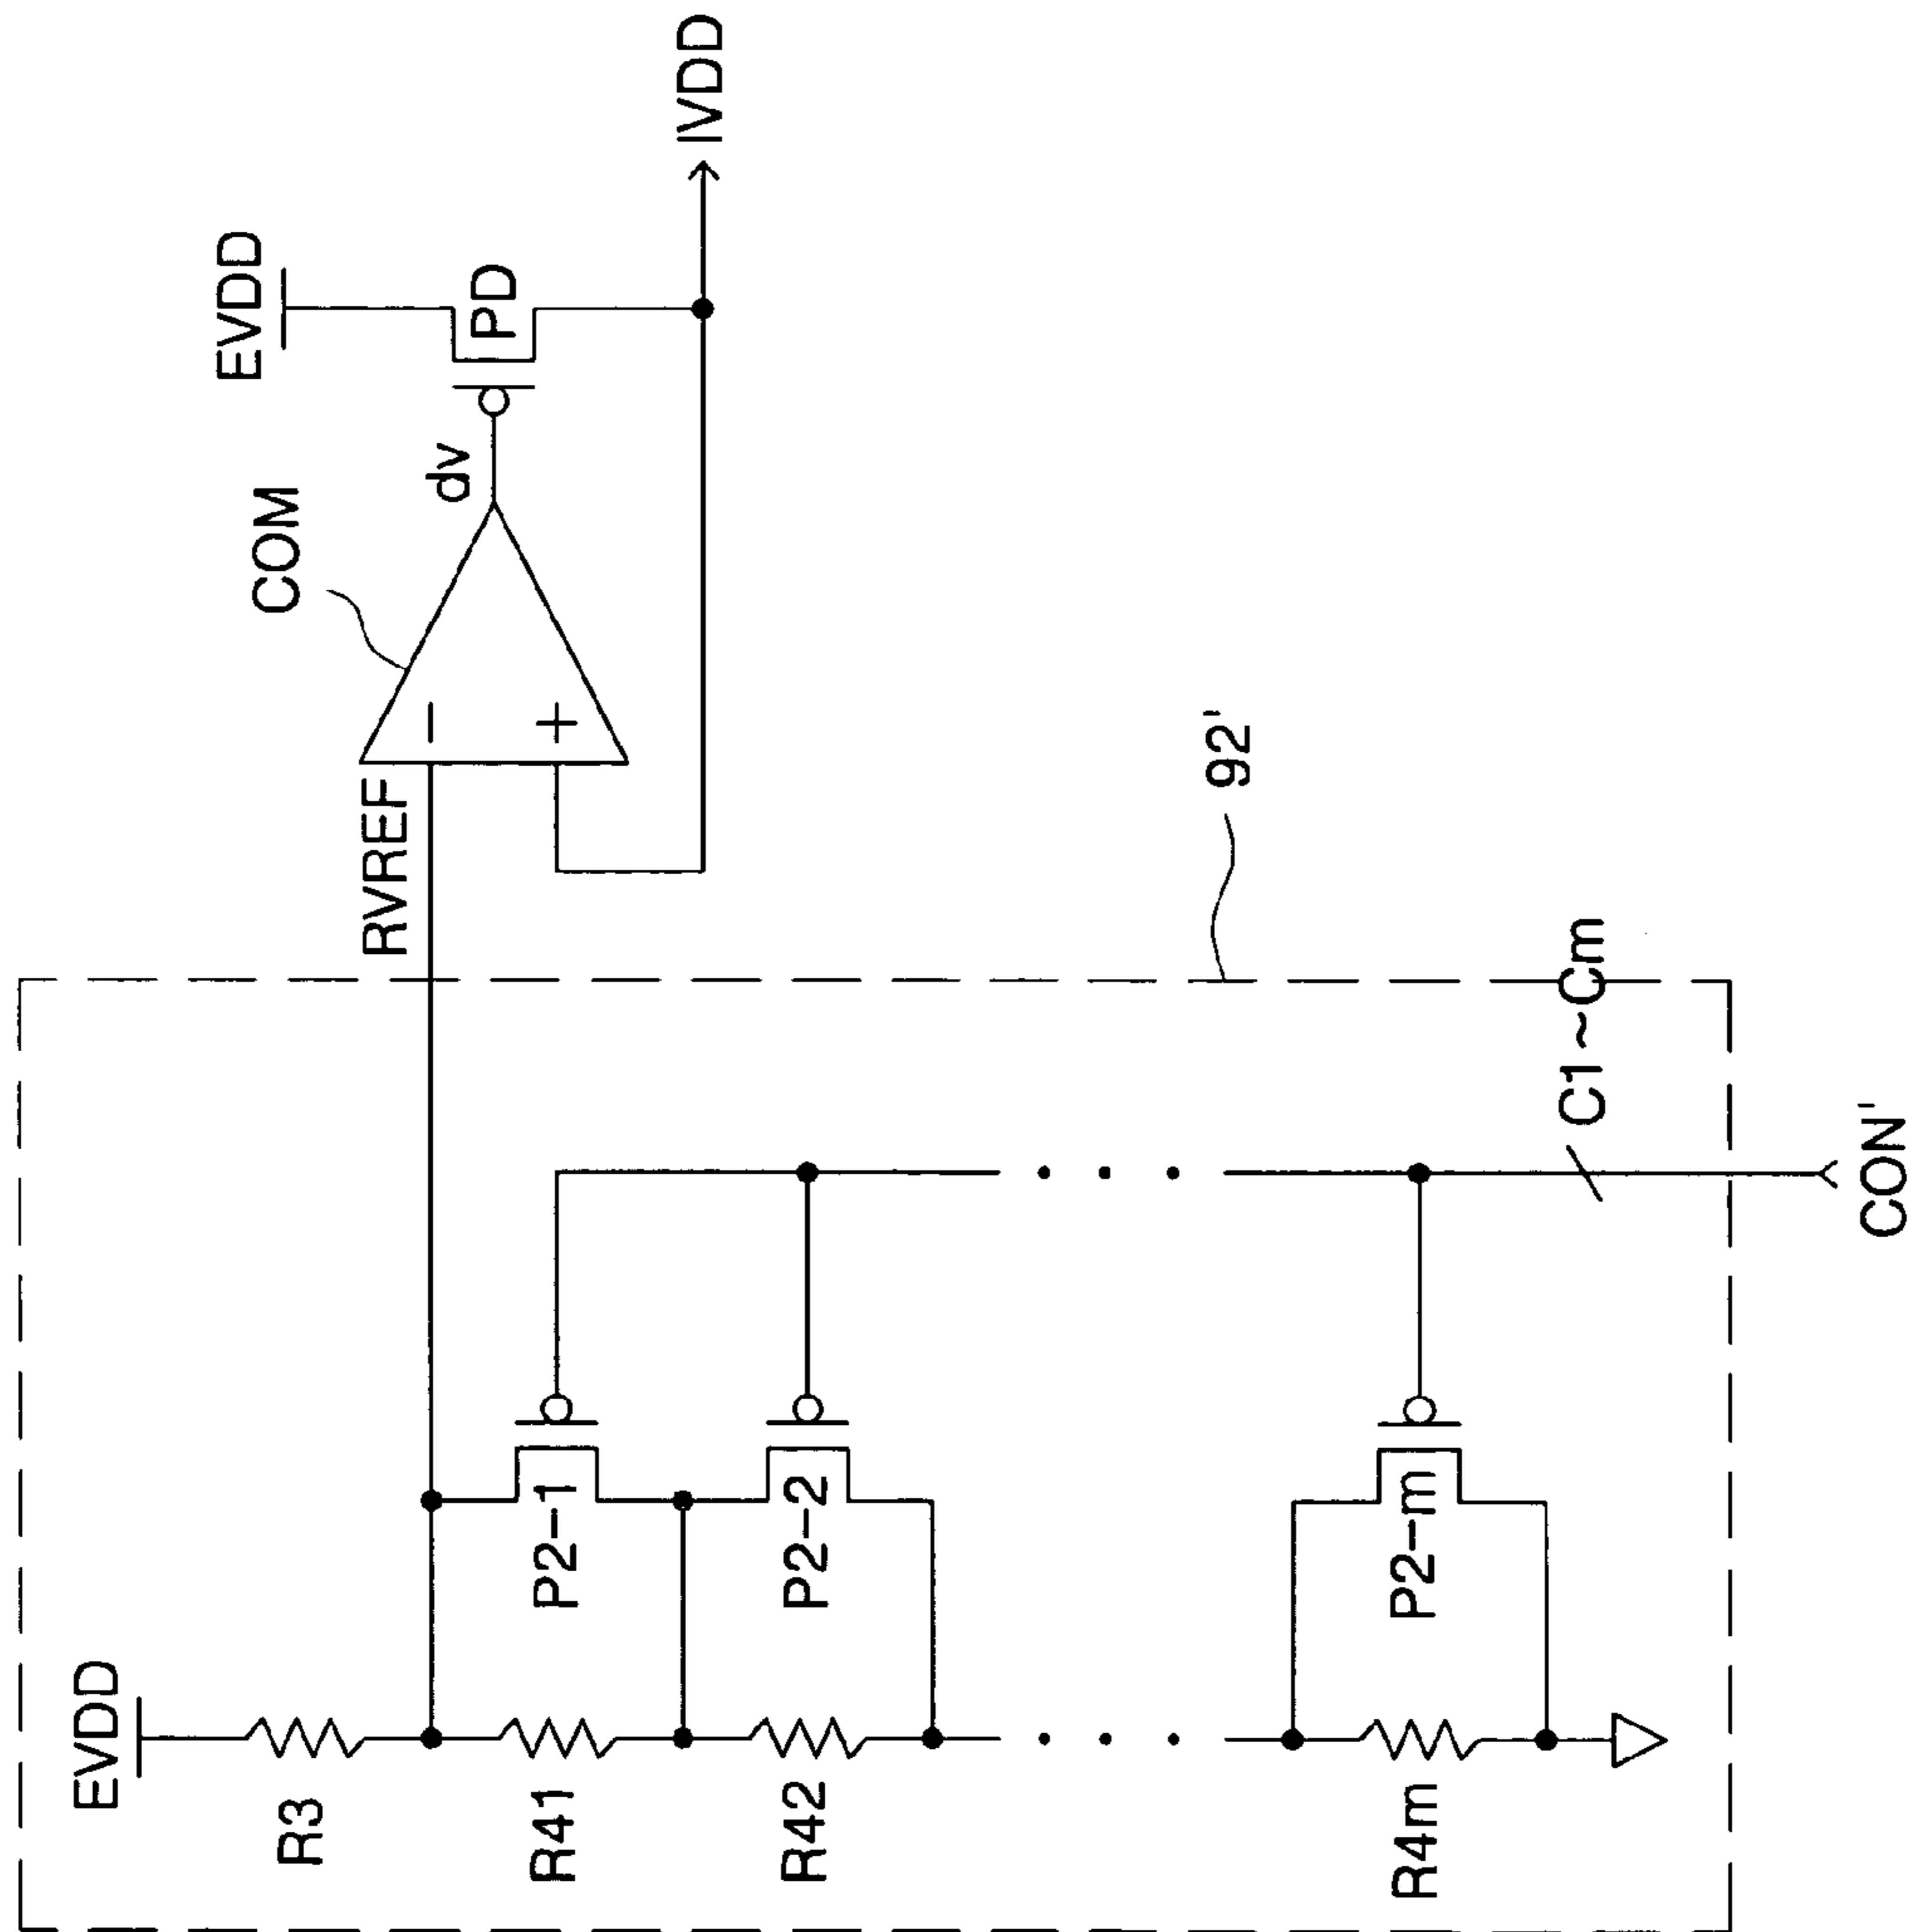 EVDD
R3
R41
R42
R4m
P2-1
P2-2
P2-m
RVREF
COM
dv
EVDD
PD
IVDD
92'
C1~Cm
CON'